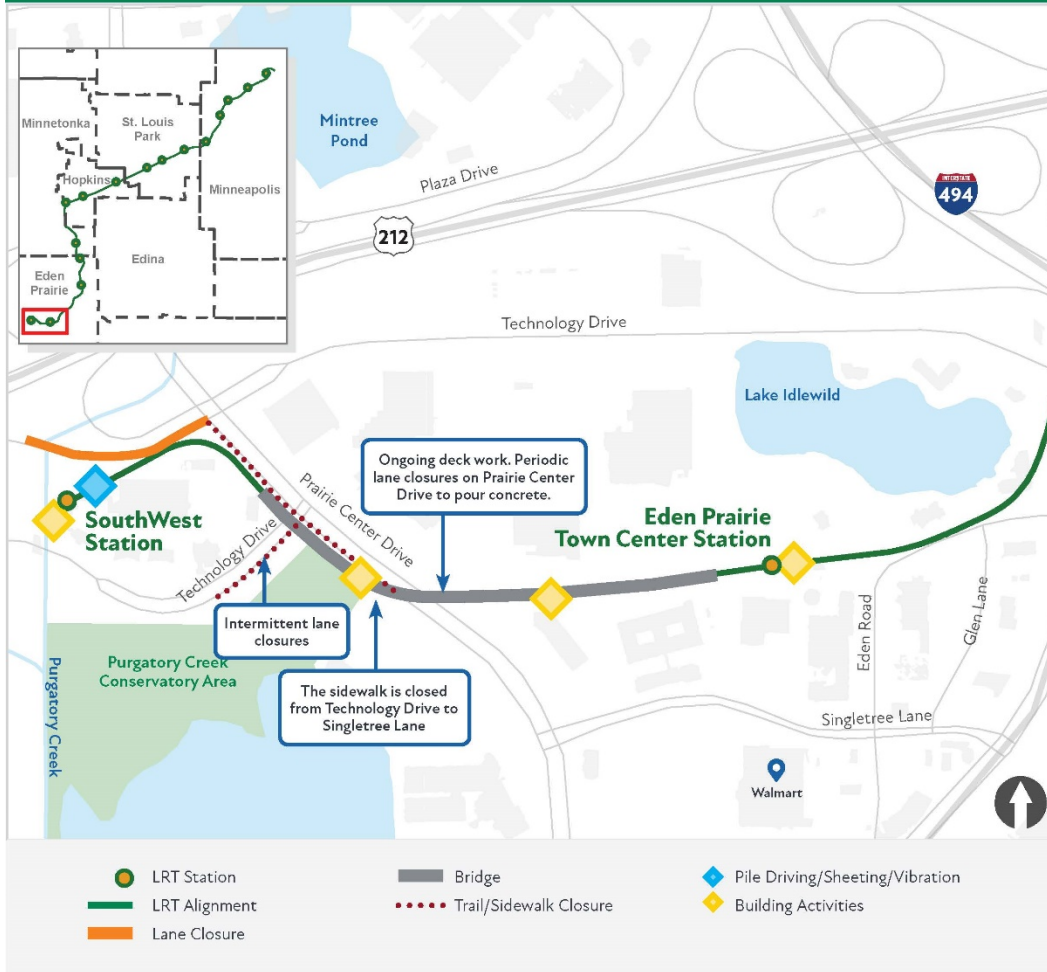 Minnetonka
St. Louis
Park
Hopkins
Minneapolis
Edina
Eden
Prairie
Mintree
Pond
Plaza Drive
212
INTERSTATE
494
Technology Drive
Lake Idlewild
Ongoing deck work. Periodic
lane closures on Prairie Center
Drive to pour concrete.
Prairie Center Drive
SouthWest
Station
Technology Drive
Eden Prairie
Town Center Station
Intermittent lane
closures
Purgatory Creek
Conservatory Area
The sidewalk is closed
from Technology Drive to
Singletree Lane
Purgatory Creek
Eden Road
Glen Lane
Singletree Lane
Walmart
LRT Station
LRT Alignment
Lane Closure
Bridge
Trail/Sidewalk Closure
Pile Driving/Sheeting/Vibration
Building Activities